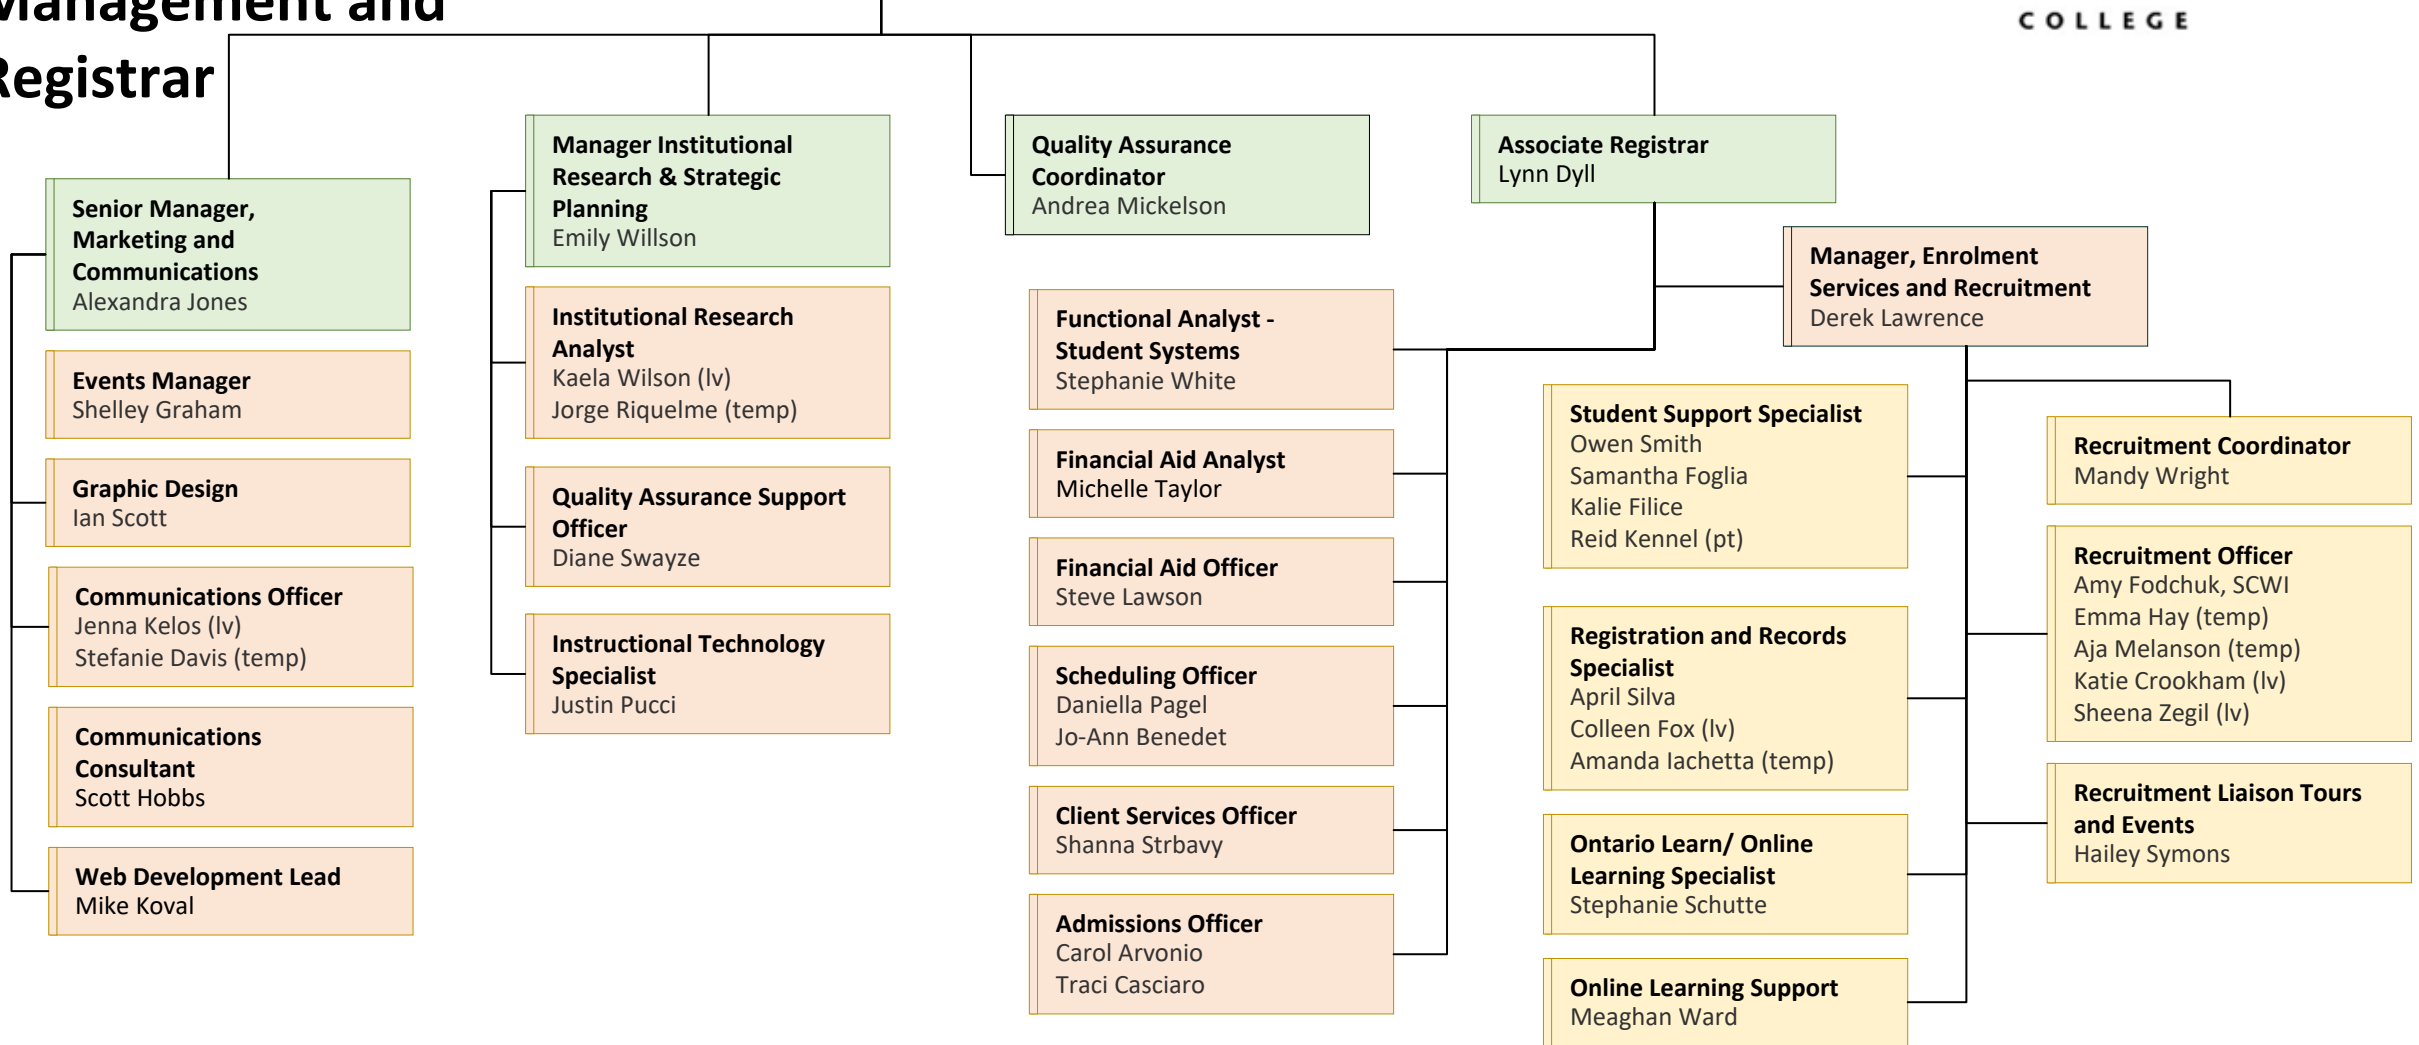 Management and
Registrar
COLLEGE
Senior Manager,
Marketing and
Communications
Alexandra Jones
Events Manager
Shelley Graham
Graphic Design
Ian Scott
Communications Officer
Jenna Kelos (lv)
Stefanie Davis (temp)
Communications
Consultant
Scott Hobbs
Web Development Lead
Mike Koval
Manager Institutional
Research & Strategic
Planning
Emily Willson
Institutional Research
Analyst
Kaela Wilson (lv)
Jorge Riquelme (temp)
Quality Assurance Support
Officer
Diane Swayze
Instructional Technology
Specialist
Justin Pucci
Quality Assurance
Coordinator
Andrea Mickelson
Associate Registrar
Lynn Dyll
Functional Analyst -
Student Systems
Stephanie White
Financial Aid Analyst
Michelle Taylor
Financial Aid Officer
Steve Lawson
Scheduling Officer
Daniella Pagel
Jo-Ann Benedet
Client Services Officer
Shanna Strbavy
Admissions Officer
Carol Arvonio
Traci Casciaro
Manager, Enrolment
Services and Recruitment
Derek Lawrence
Student Support Specialist
Owen Smith
Samantha Foglia
Kalie Filice
Reid Kennel (pt)
Registration and Records
Specialist
April Silva
Colleen Fox (lv)
Amanda Iachetta (temp)
Ontario Learn/ Online
Learning Specialist
Stephanie Schutte
Online Learning Support
Meaghan Ward
Recruitment Coordinator
Mandy Wright
Recruitment Officer
Amy Fodchuk, SCWI
Emma Hay (temp)
Aja Melanson (temp)
Katie Crookham (lv)
Sheena Zegil (lv)
Recruitment Liaison Tours
and Events
Hailey Symons